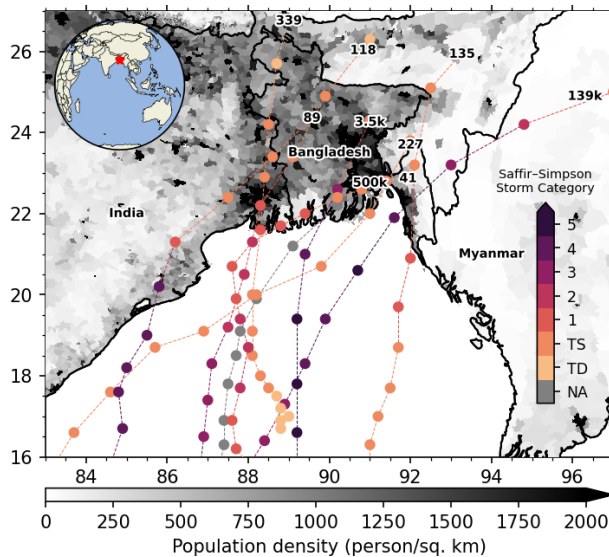 339
118
135
139k
89
3.5k
227
Bangladesh
500k
41
India
Myanmar
Saffir–Simpson
Storm Category
5
4
3
2
1
TS
TD
NA
26
24
22
20
18
16
84
86
88
90
92
94
96
0
250
500
750
1000
1250
1500
1750
2000
Population density (person/sq. km)